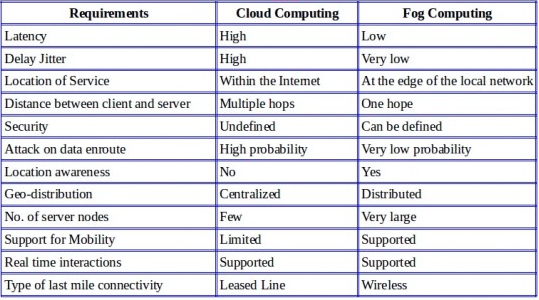 Requirements Cloud Computing Fog Computing
Latency High Low
Delay Jitter High Very low
Location of Service Within the Internet At the edge of the local network
Distance between client and server Multiple hops One hope
Security Undefined Can be defined
Attack on data enroute High probability Very low probability
Location awareness No Yes
Geo-distribution Centralized Distributed
No. of server nodes Few Very large
Support for Mobility Limited Supported
Real time interactions Supported Supported
Type of last mile connectivity Leased Line Wireless